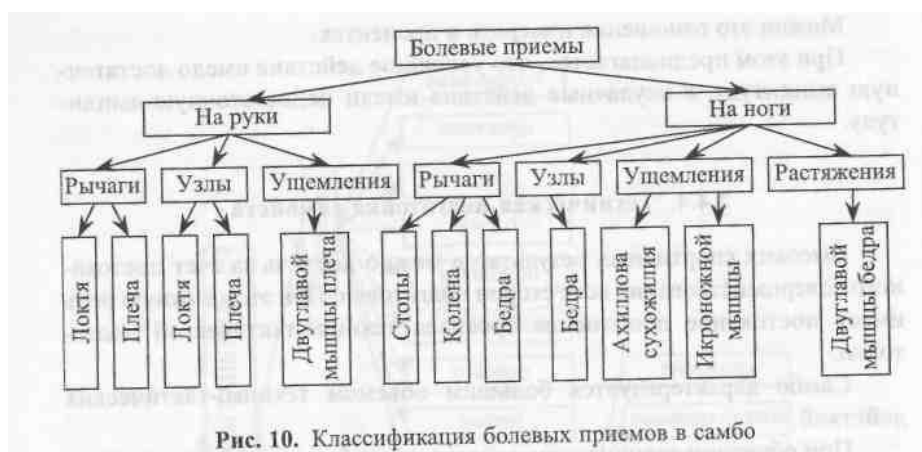 Болевые приемы
На руки
На ноги
Рычаги
Узлы
Ущемления
Рычаги
Узлы
Ущемления
Растяжения
Локтя
Плеча
Локтя
Плеча
Двуглавой
мышцы плеча
Стопы
Колена
Бедра
Бедра
Ахиллова
сухожилия
Икроножной
мышцы
Двуглавой
мышцы бедра
Рис. 10. Классификация болевых приемов в самбо